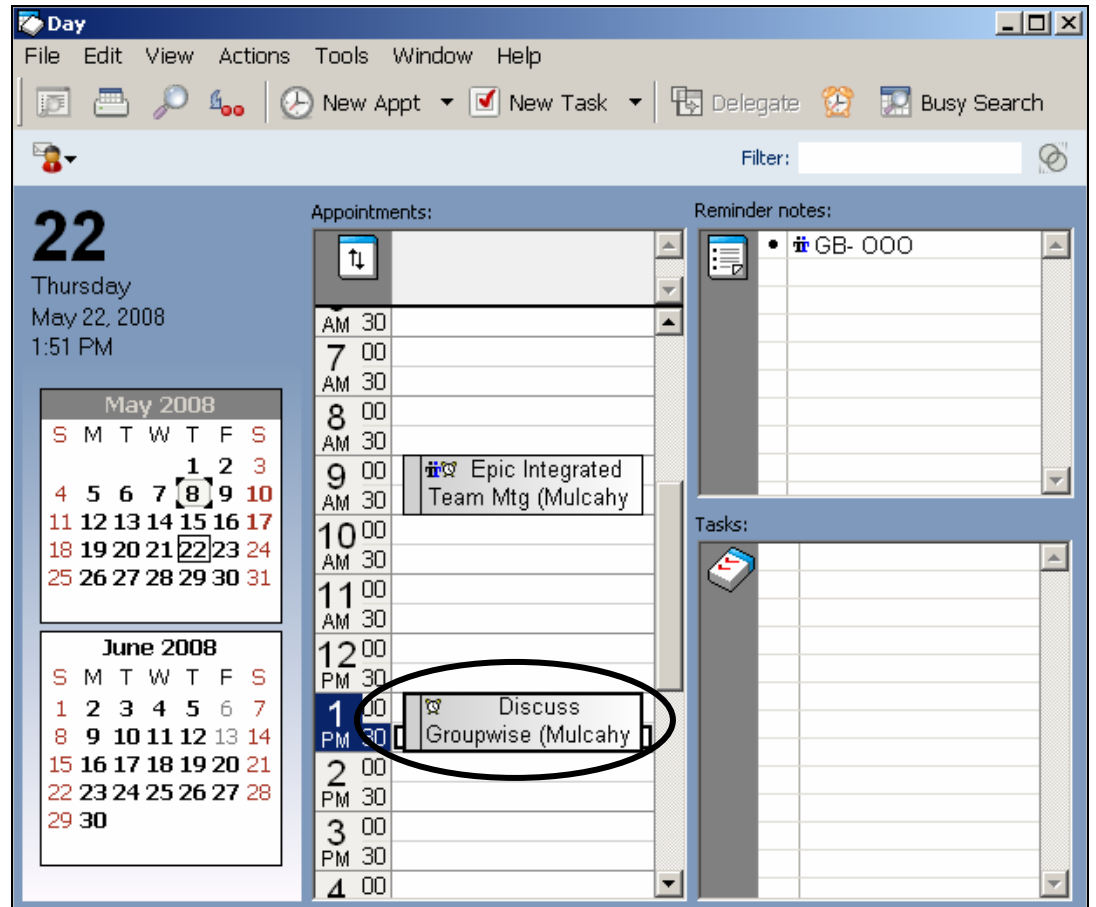 Day
File Edit View Actions Tools Window Help
New Appt New Task Delegate Busy Search
Filter:
22
Thursday
May 22, 2008
1:51 PM
May 2008
S M T W T F S
1 2 3
4 5 6 7 8 9 10
11 12 13 14 15 16 17
18 19 20 21 22 23 24
25 26 27 28 29 30 31
June 2008
S M T W T F S
1 2 3 4 5 6 7
8 9 10 11 12 13 14
15 16 17 18 19 20 21
22 23 24 25 26 27 28
29 30
Appointments:
AM 30
7 00
AM 30
8 00
AM 30
9 00 Epic Integrated
AM 30 Team Mtg (Mulcahy
10 00
AM 30
11 00
AM 30
12 00
PM 30
1 00 Discuss
PM 30 Groupwise (Mulcahy
2 00
PM 30
3 00
PM 30
4 00
Reminder notes:
• GB- OOO
Tasks: